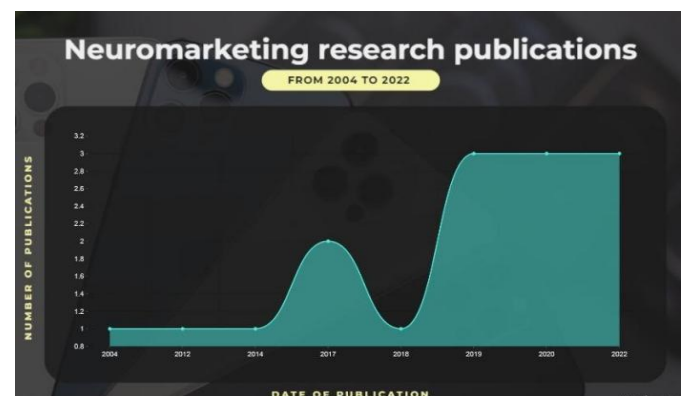 Neuromarketing research publications
FROM 2004 TO 2022
NUMBER OF PUBLICATIONS
3.2
3
2.8
2.6
2.4
2.2
2
1.8
1.6
1.4
1.2
1
0.8
2004 2012 2014 2017 2018 2019 2020 2022
DATE OF PUBLICATION